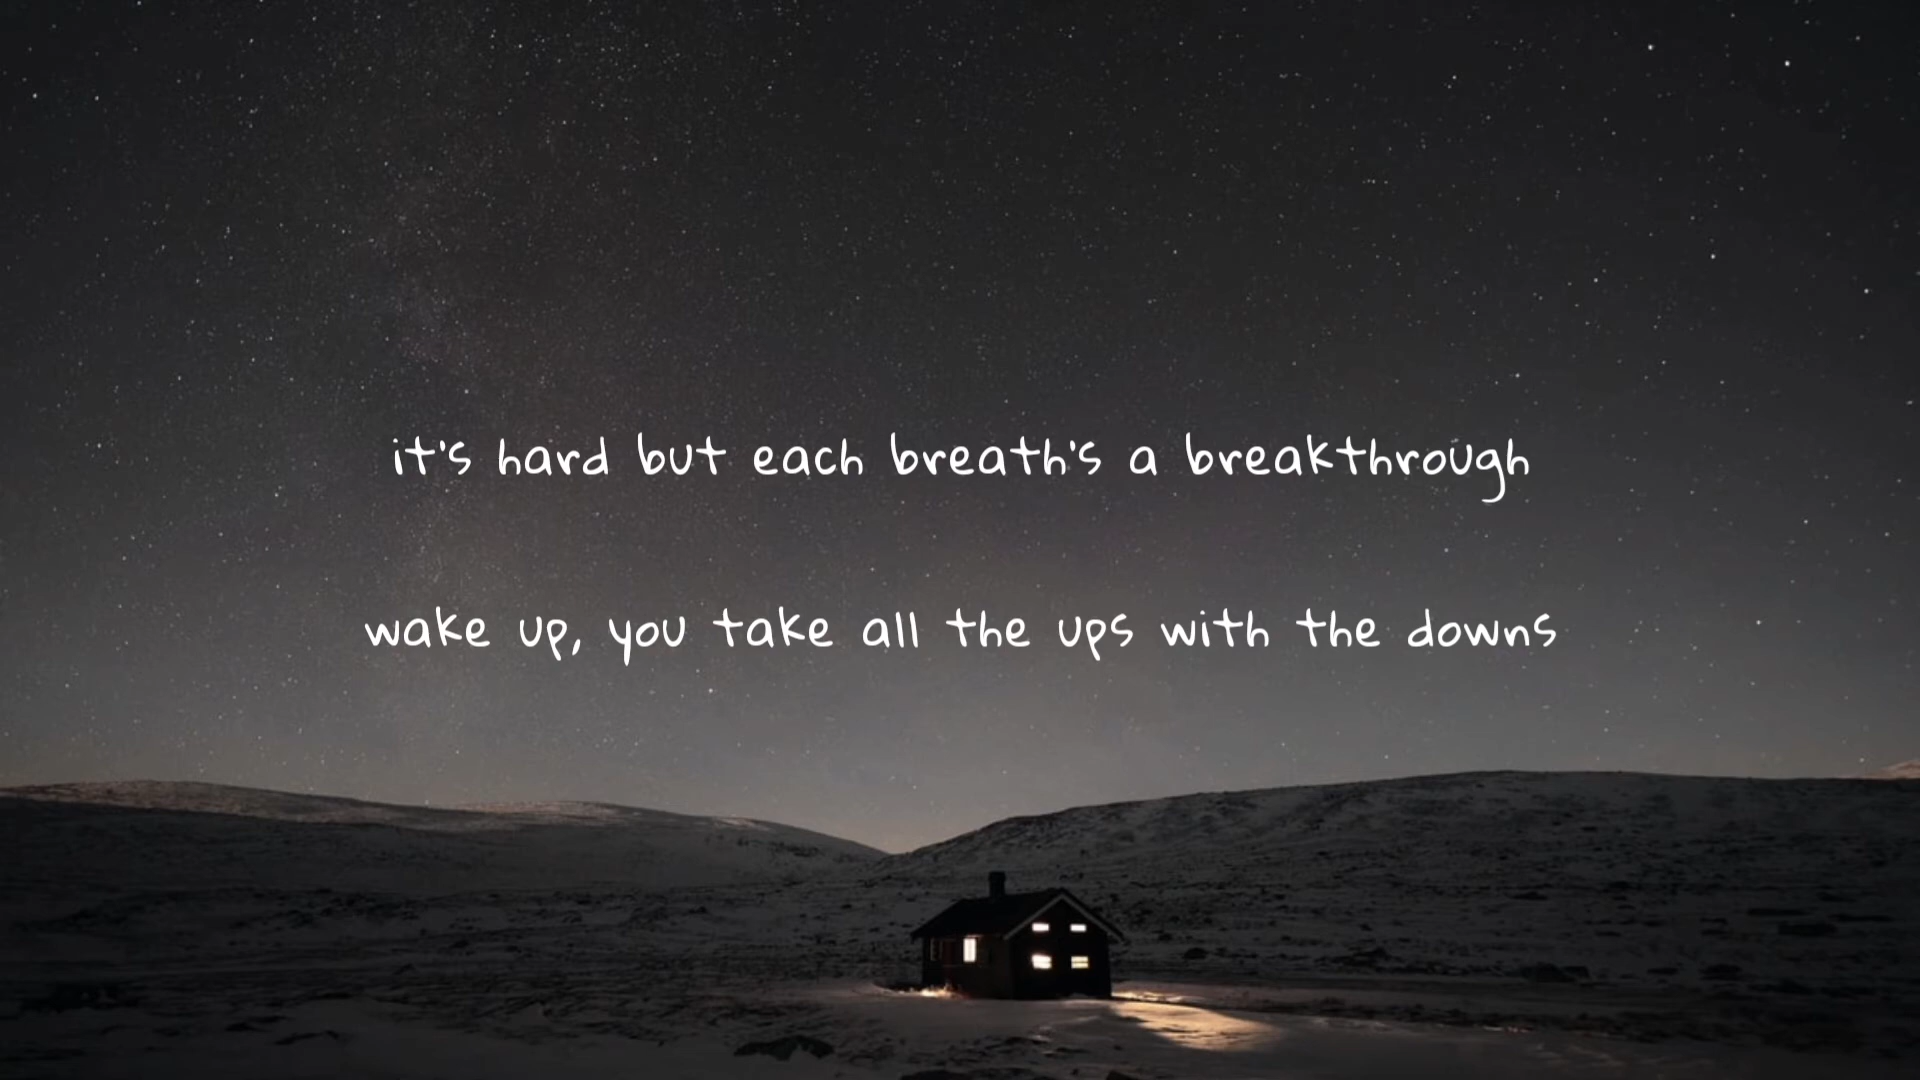 it's hard but each breath's a breakthrough
wake up, you take all the ups with the downs